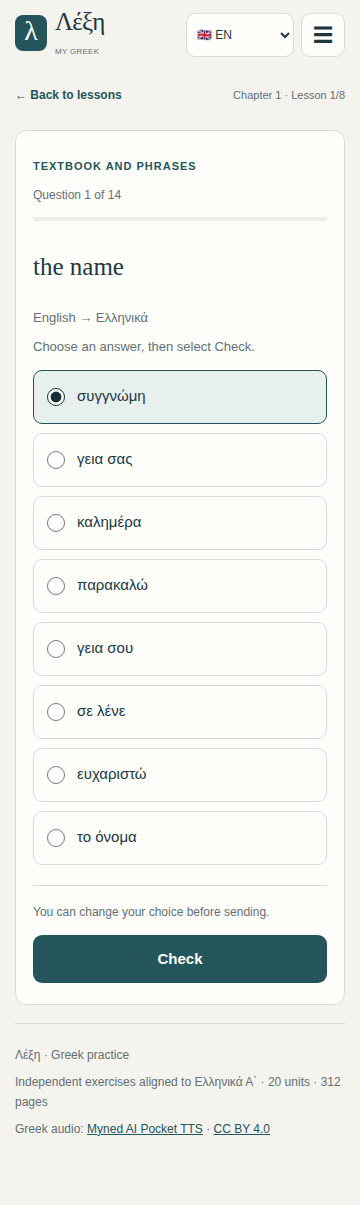 λ Λέξη
MY GREEK
🇬🇧 EN
← Back to lessons
Chapter 1 · Lesson 1/8
TEXTBOOK AND PHRASES
Question 1 of 14
the name
English → Ελληνικά
Choose an answer, then select Check.
συγγνώμη
γεια σας
καλημέρα
παρακαλώ
γεια σου
σε λένε
ευχαριστώ
το όνομα
You can change your choice before sending.
Check
Λέξη · Greek practice
Independent exercises aligned to Ελληνικά Α΄ · 20 units · 312
pages
Greek audio: Myned AI Pocket TTS · CC BY 4.0